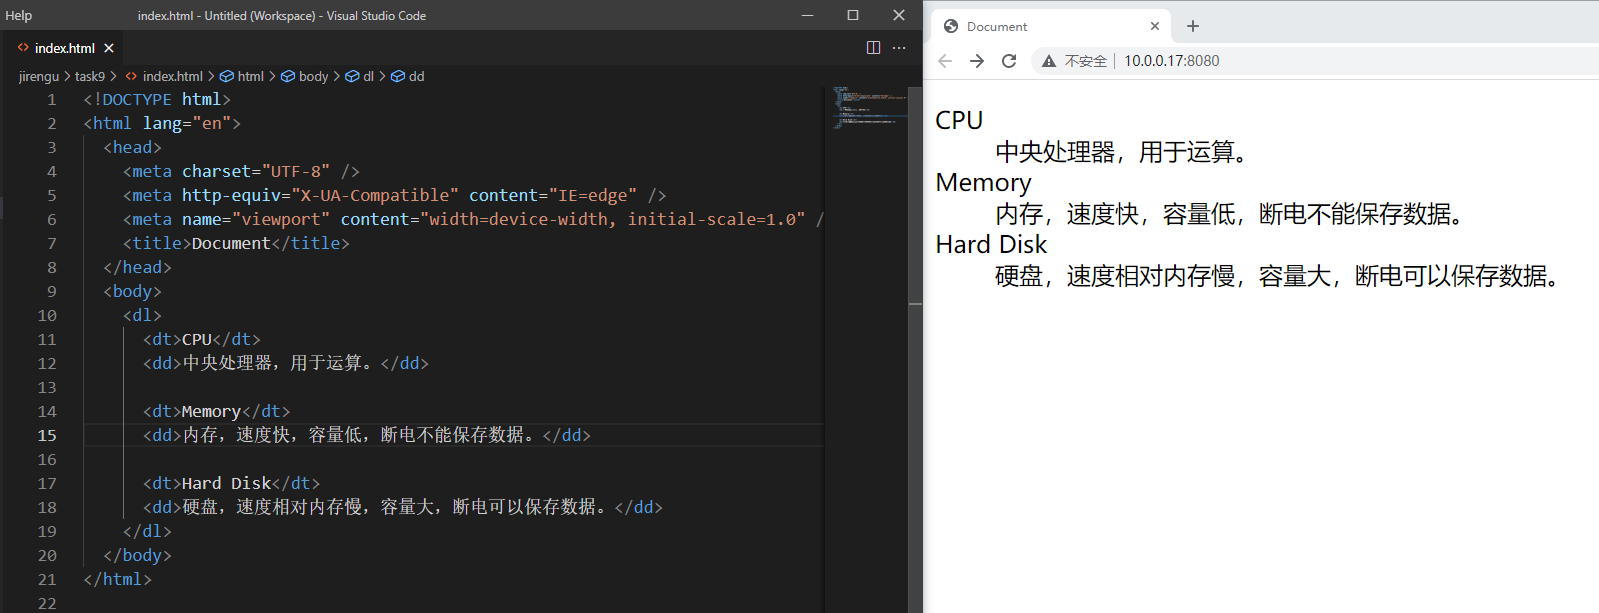 Help index.html - Untitled (Workspace) - Visual Studio Code
index.html
jirengu > task9 > index.html > html > body > dl > dd
1 <!DOCTYPE html>
2 <html lang="en">
3 <head>
4 <meta charset="UTF-8" />
5 <meta http-equiv="X-UA-Compatible" content="IE=edge" />
6 <meta name="viewport" content="width=device-width, initial-scale=1.0" /
7 <title>Document</title>
8 </head>
9 <body>
10 <dl>
11 <dt>CPU</dt>
12 <dd>中央处理器，用于运算。</dd>
13
14 <dt>Memory</dt>
15 <dd>内存，速度快，容量低，断电不能保存数据。</dd>
16
17 <dt>Hard Disk</dt>
18 <dd>硬盘，速度相对内存慢，容量大，断电可以保存数据。</dd>
19 </dl>
20 </body>
21 </html>
22
Document
不安全 | 10.0.0.17:8080
CPU
中央处理器，用于运算。
Memory
内存，速度快，容量低，断电不能保存数据。
Hard Disk
硬盘，速度相对内存慢，容量大，断电可以保存数据。